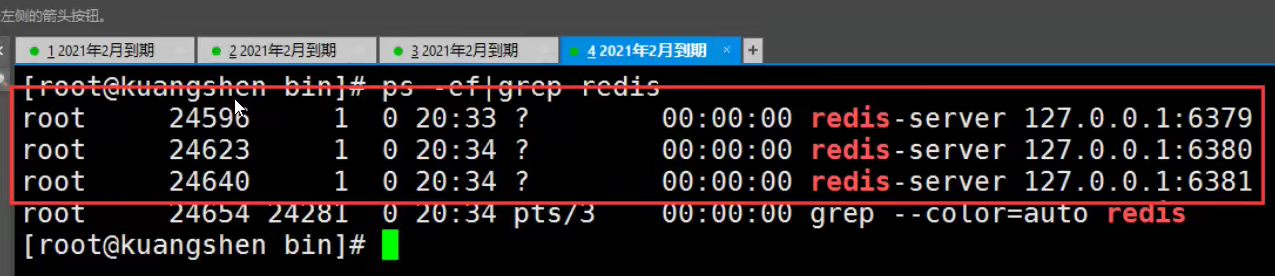 左侧的箭头按钮。
1 2021年2月到期 2 2021年2月到期 3 2021年2月到期 4 2021年2月到期 × +
[root@kuangshen bin]# ps -ef|grep redis
root 24596 1 0 20:33 ? 00:00:00 redis-server 127.0.0.1:6379
root 24623 1 0 20:34 ? 00:00:00 redis-server 127.0.0.1:6380
root 24640 1 0 20:34 ? 00:00:00 redis-server 127.0.0.1:6381
root 24654 24281 0 20:34 pts/3 00:00:00 grep --color=auto redis
[root@kuangshen bin]#